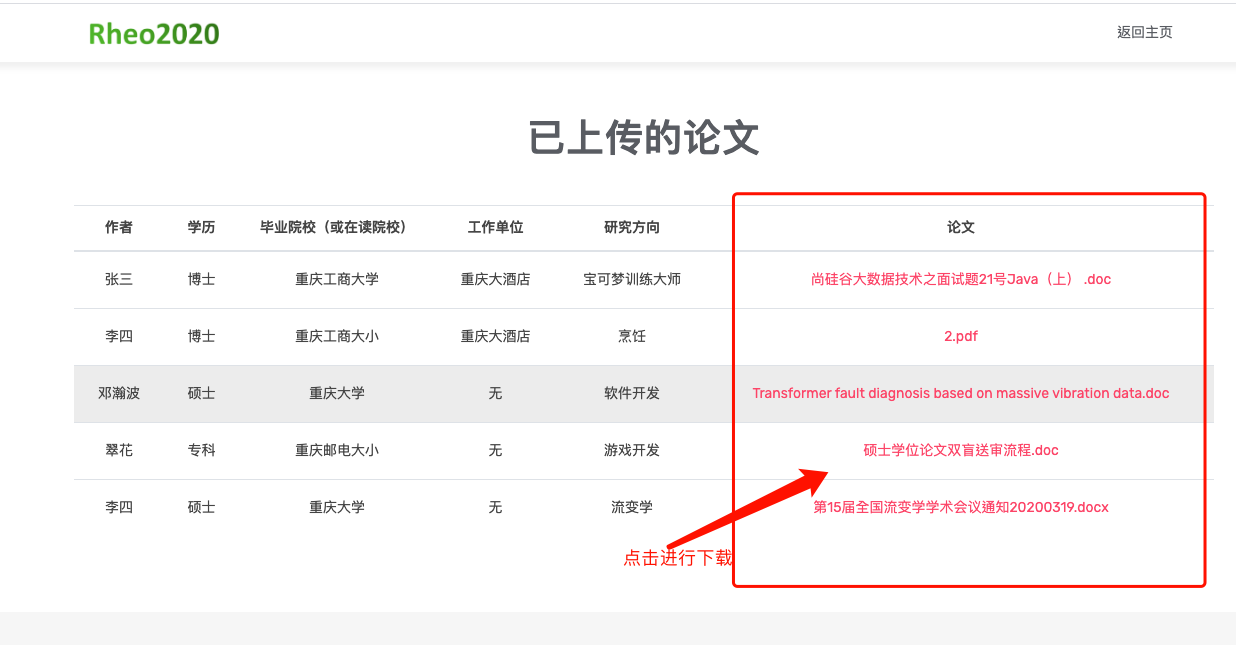 Rheo2020
返回主页
已上传的论文
作者 学历 毕业院校（或在读院校） 工作单位 研究方向 论文
张三 博士 重庆工商大学 重庆大酒店 宝可梦训练大师 尚硅谷大数据技术之面试题21号Java（上） .doc
李四 博士 重庆工商大小 重庆大酒店 烹饪 2.pdf
邓瀚波 硕士 重庆大学 无 软件开发 Transformer fault diagnosis based on massive vibration data.doc
翠花 专科 重庆邮电大小 无 游戏开发 硕士学位论文双盲送审流程.doc
李四 硕士 重庆大学 无 流变学 第15届全国流变学学术会议通知20200319.docx
点击进行下载